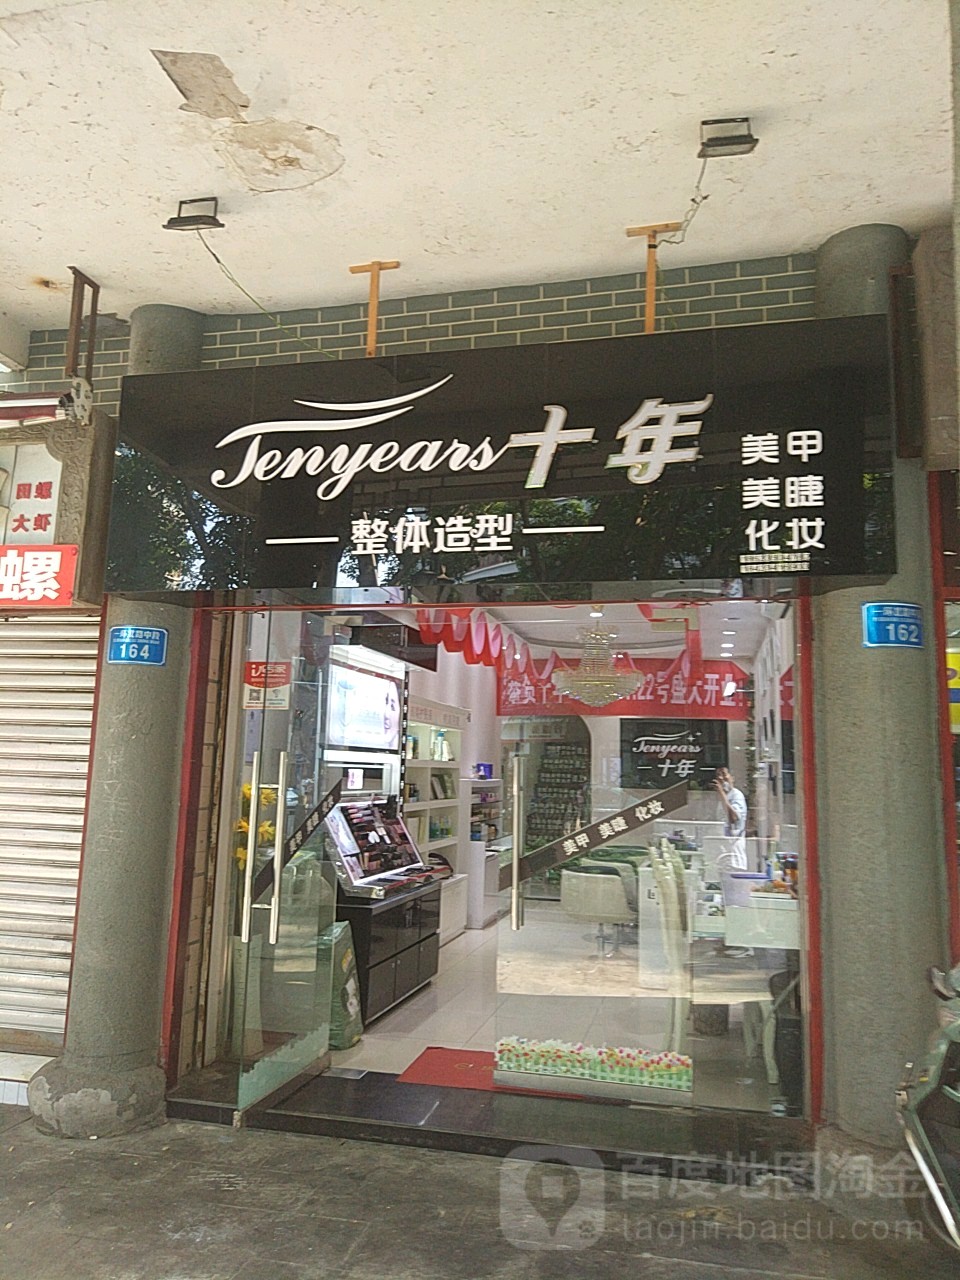 Tenyears十年
整体造型
美甲
美睫
化妆
田螺
大虾
螺
164
162
22号盛大开业!
Tenyears
十年
美甲 美睫 化妆
百度地图淘金
taojin.baidu.com